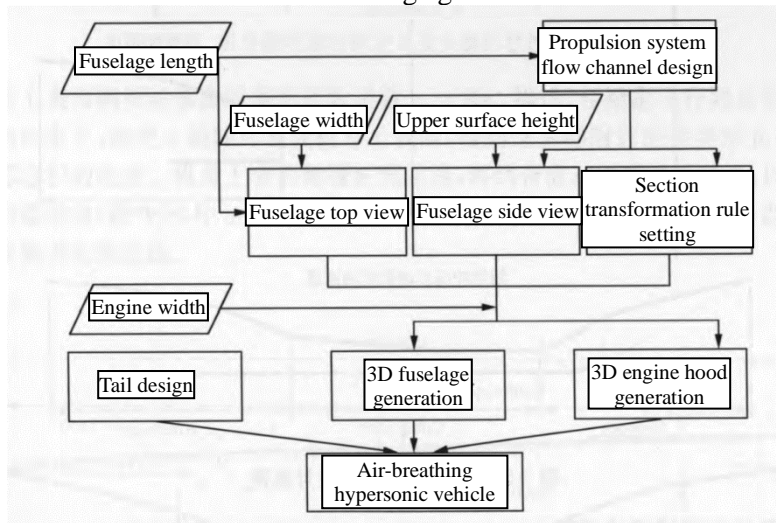 Fuselage length
Propulsion system
flow channel design
Fuselage width
Upper surface height
Fuselage top view
Fuselage side view
Section
transformation rule
setting
Engine width
Tail design
3D fuselage
generation
3D engine hood
generation
Air-breathing
hypersonic vehicle